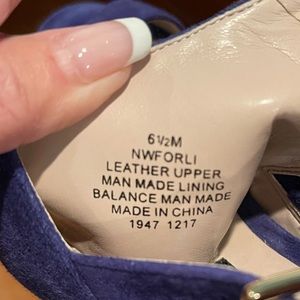 6½M
NWFORLI
LEATHER UPPER
MAN MADE LINING
BALANCE MAN MADE
MADE IN CHINA
1947 1217